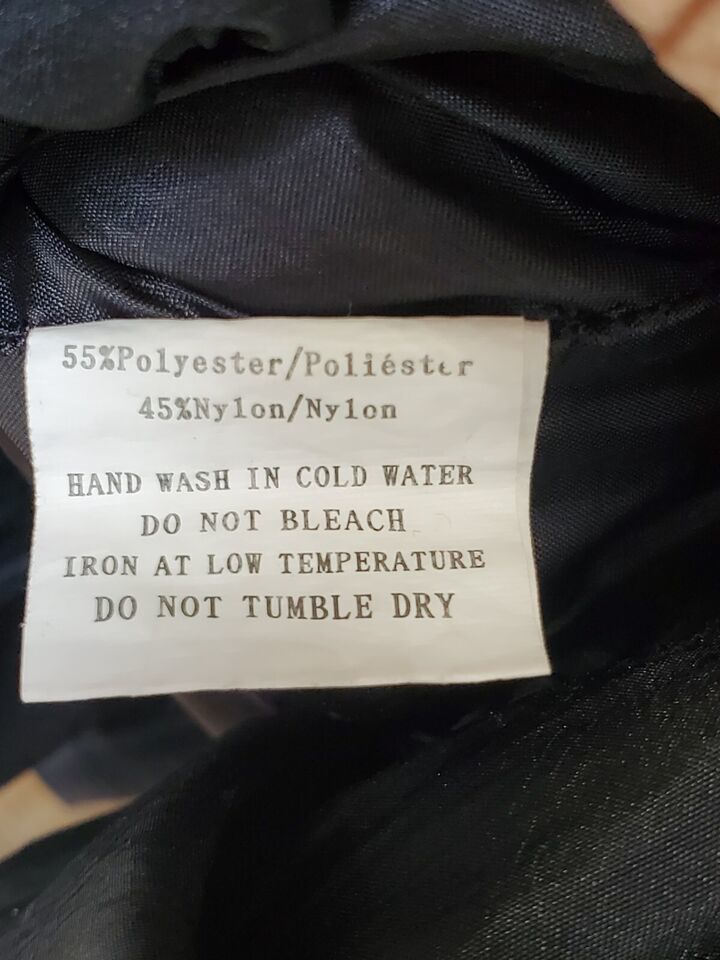 55%Polyester/Poliéster
45%Nylon/Nylon
HAND WASH IN COLD WATER
DO NOT BLEACH
IRON AT LOW TEMPERATURE
DO NOT TUMBLE DRY